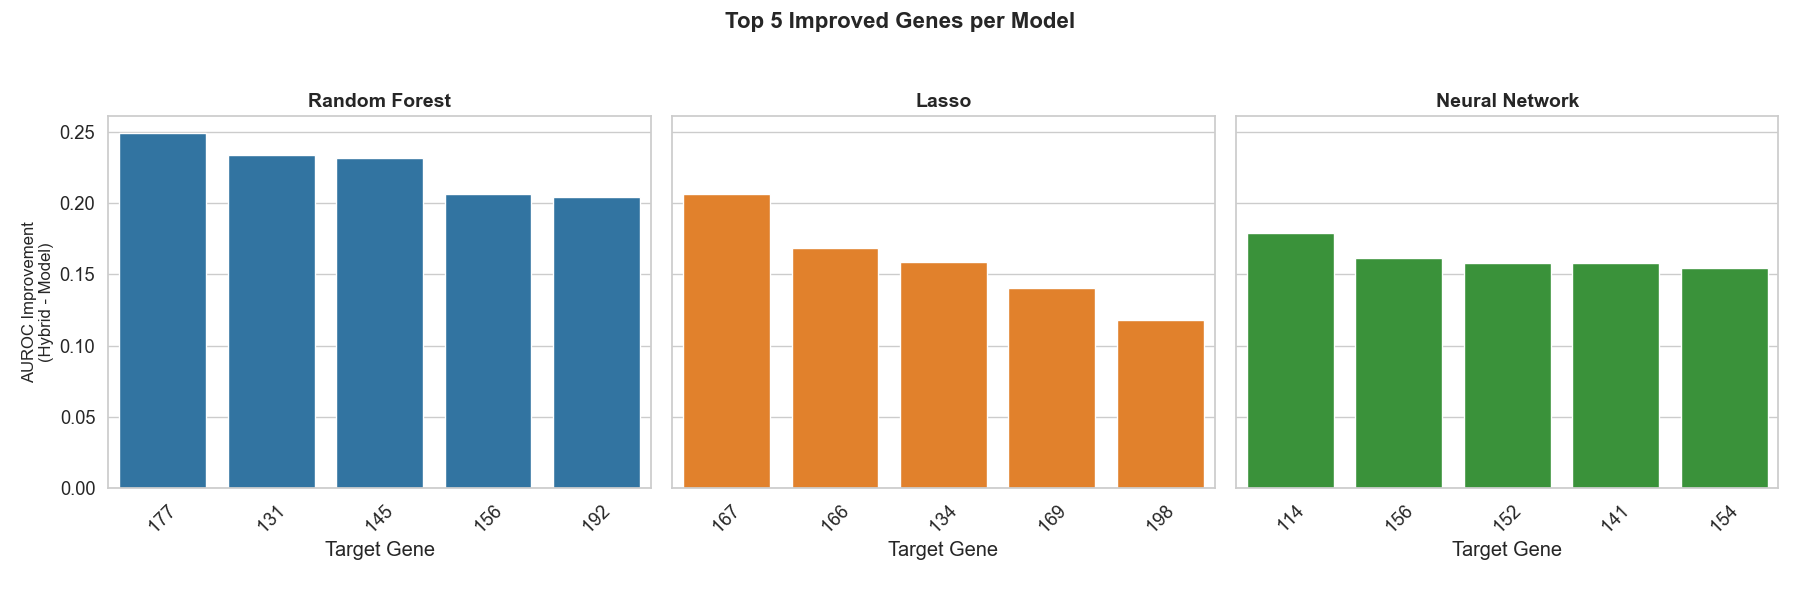 Top 5 Improved Genes per Model
Random Forest
Lasso
Neural Network
AUROC Improvement
(Hybrid - Model)
0.25
0.20
0.15
0.10
0.05
0.00
177 131 145 156 192
167 166 134 169 198
114 156 152 141 154
Target Gene
Target Gene
Target Gene